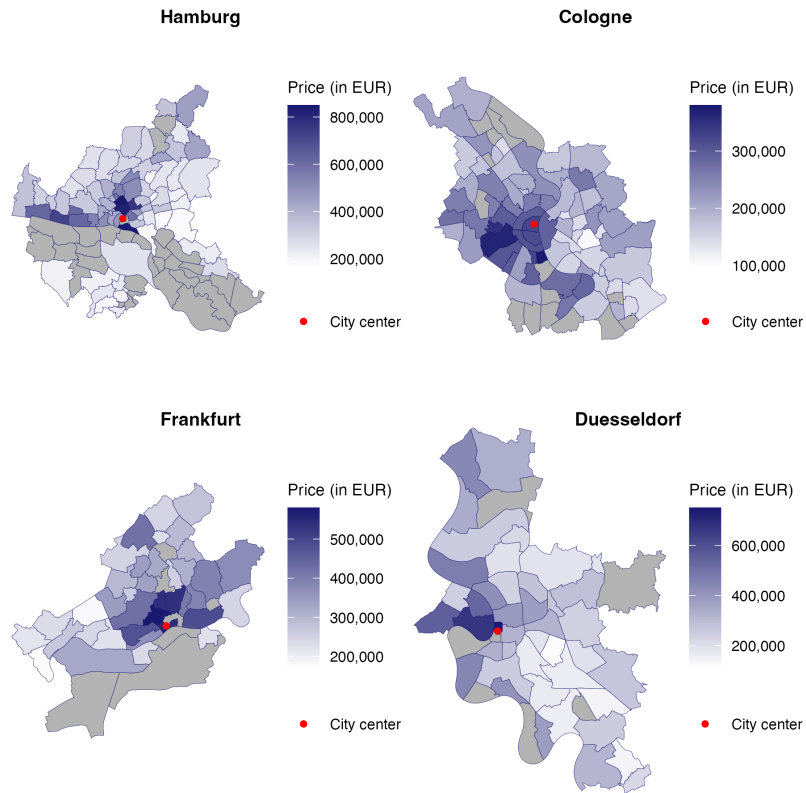 Hamburg
Price (in EUR)
800,000
600,000
400,000
200,000
City center
Cologne
Price (in EUR)
300,000
200,000
100,000
City center
Frankfurt
Price (in EUR)
500,000
400,000
300,000
200,000
City center
Duesseldorf
Price (in EUR)
600,000
400,000
200,000
City center